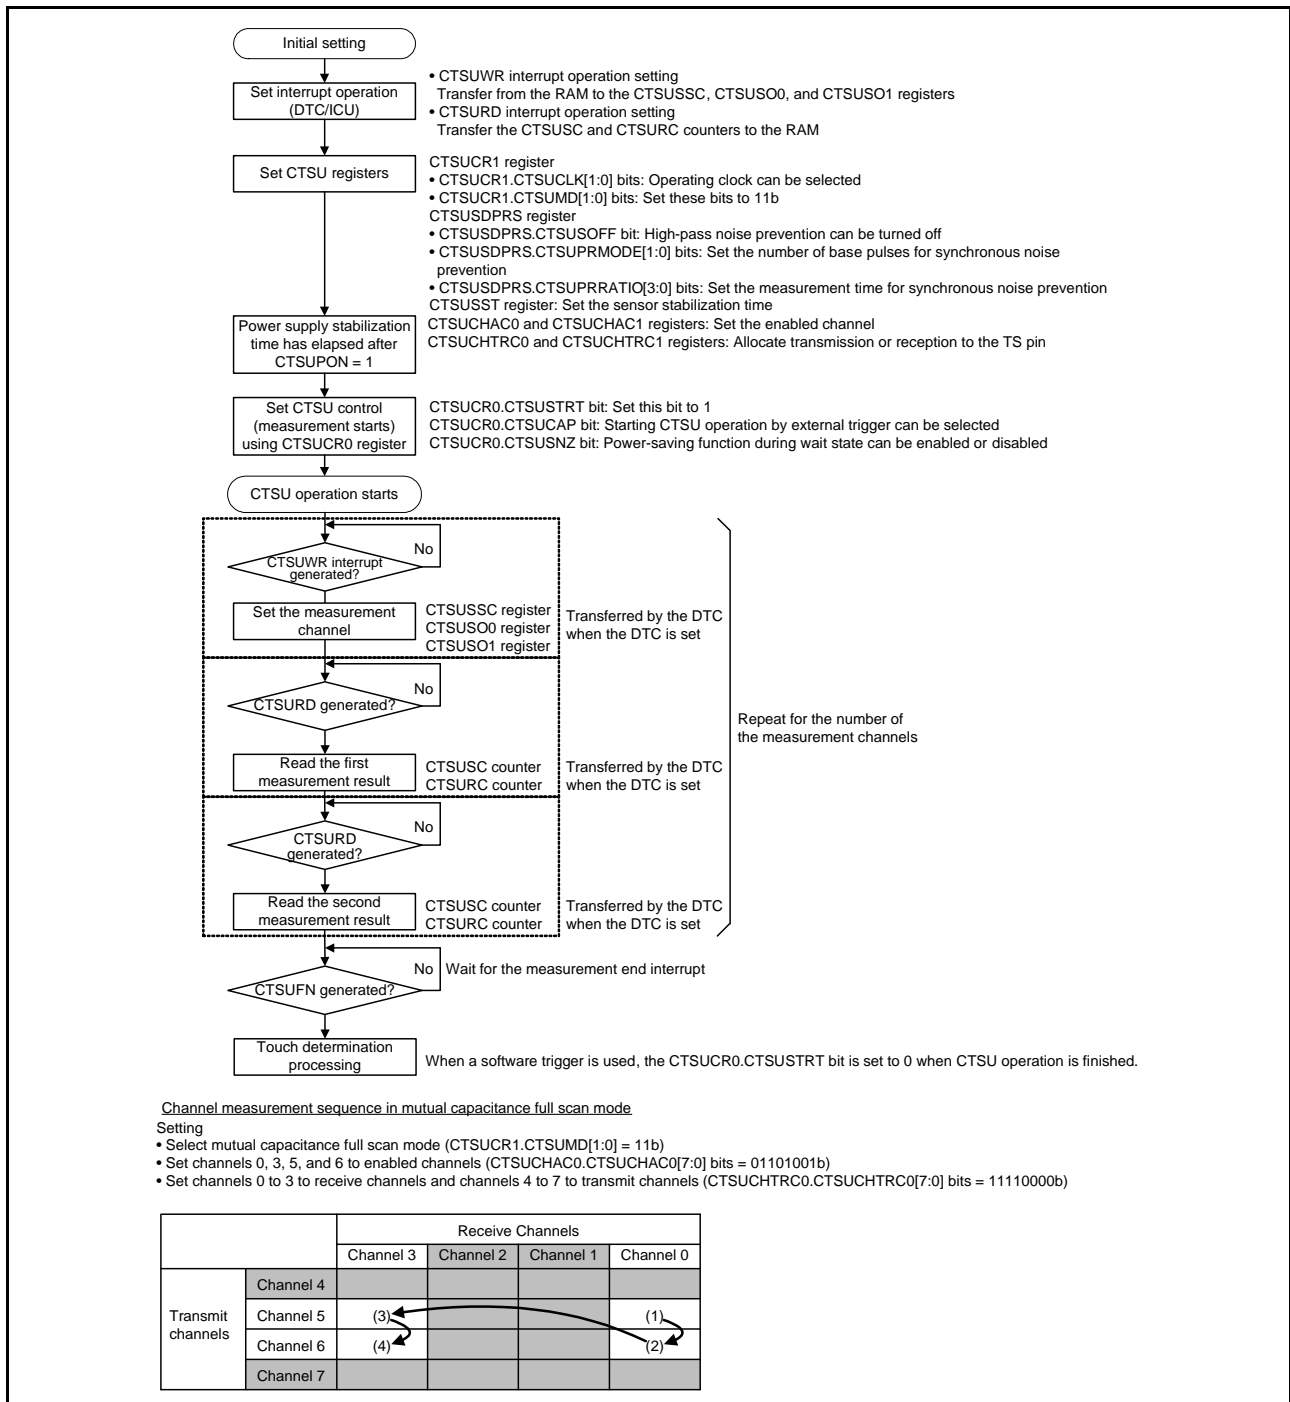 Initial setting
Set interrupt operation
(DTC/ICU)
• CTSUWR interrupt operation setting
Transfer from the RAM to the CTSUSSC, CTSUSO0, and CTSUSO1 registers
• CTSURD interrupt operation setting
Transfer the CTSUSC and CTSURC counters to the RAM
Set CTSU registers
CTSUCR1 register
• CTSUCR1.CTSUCLK[1:0] bits: Operating clock can be selected
• CTSUCR1.CTSUMD[1:0] bits: Set these bits to 11b
CTSUSDPRS register
• CTSUSDPRS.CTSUSOFF bit: High-pass noise prevention can be turned off
• CTSUSDPRS.CTSUPRMODE[1:0] bits: Set the number of base pulses for synchronous noise
prevention
• CTSUSDPRS.CTSUPRRATIO[3:0] bits: Set the measurement time for synchronous noise prevention
CTSUSST register: Set the sensor stabilization time
CTSUCHAC0 and CTSUCHAC1 registers: Set the enabled channel
CTSUCHTRC0 and CTSUCHTRC1 registers: Allocate transmission or reception to the TS pin
Power supply stabilization
time has elapsed after
CTSUPON = 1
Set CTSU control
(measurement starts)
using CTSUCR0 register
CTSUCR0.CTSUSTRT bit: Set this bit to 1
CTSUCR0.CTSUCAP bit: Starting CTSU operation by external trigger can be selected
CTSUCR0.CTSUSNZ bit: Power-saving function during wait state can be enabled or disabled
CTSU operation starts
CTSUWR interrupt
generated?
No
Set the measurement
channel
CTSUSSC register
CTSUSO0 register
CTSUSO1 register
Transferred by the DTC
when the DTC is set
CTSURD generated?
No
Repeat for the number of
the measurement channels
Read the first
measurement result
CTSUSC counter
CTSURC counter
Transferred by the DTC
when the DTC is set
CTSURD
generated?
No
Read the second
measurement result
CTSUSC counter
CTSURC counter
Transferred by the DTC
when the DTC is set
CTSUFN generated?
No
Wait for the measurement end interrupt
Touch determination
processing
When a software trigger is used, the CTSUCR0.CTSUSTRT bit is set to 0 when CTSU operation is finished.
Channel measurement sequence in mutual capacitance full scan mode
Setting
• Select mutual capacitance full scan mode (CTSUCR1.CTSUMD[1:0] = 11b)
• Set channels 0, 3, 5, and 6 to enabled channels (CTSUCHAC0.CTSUCHAC0[7:0] bits = 01101001b)
• Set channels 0 to 3 to receive channels and channels 4 to 7 to transmit channels (CTSUCHTRC0.CTSUCHTRC0[7:0] bits = 11110000b)
Receive Channels
Channel 3 Channel 2 Channel 1 Channel 0
Transmit
channels
Channel 4
Channel 5 (3) (1)
Channel 6 (4) (2)
Channel 7